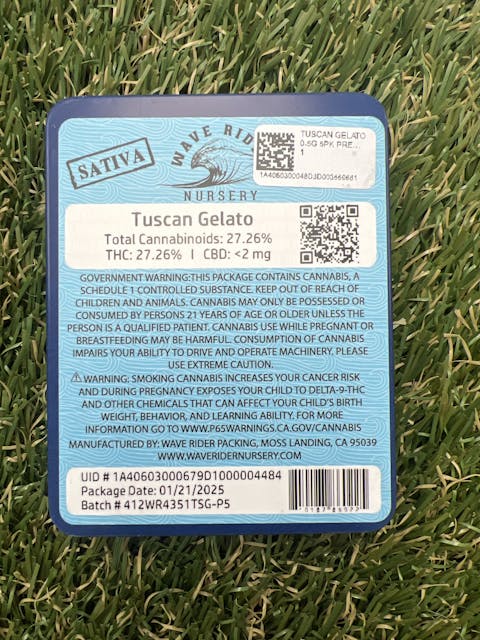 SATIVA
WAVE RIDER
NURSERY
TUSCAN GELATO
0.5G 5PK PRE...
1
Tuscan Gelato
Total Cannabinoids: 27.26%
THC: 27.26% | CBD: <2 mg
GOVERNMENT WARNING:THIS PACKAGE CONTAINS CANNABIS, A
SCHEDULE 1 CONTROLLED SUBSTANCE. KEEP OUT OF REACH OF
CHILDREN AND ANIMALS. CANNABIS MAY ONLY BE POSSESSED OR
CONSUMED BY PERSONS 21 YEARS OF AGE OR OLDER UNLESS THE
PERSON IS A QUALIFIED PATIENT. CANNABIS USE WHILE PREGNANT OR
BREASTFEEDING MAY BE HARMFUL. CONSUMPTION OF CANNABIS
IMPAIRS YOUR ABILITY TO DRIVE AND OPERATE MACHINERY. PLEASE
USE EXTREME CAUTION.
⚠WARNING: SMOKING CANNABIS INCREASES YOUR CANCER RISK
AND DURING PREGNANCY EXPOSES YOUR CHILD TO DELTA-9-THC
AND OTHER CHEMICALS THAT CAN AFFECT YOUR CHILD'S BIRTH
WEIGHT, BEHAVIOR, AND LEARNING ABILITY. FOR MORE
INFORMATION GO TO WWW.P65WARNINGS.CA.GOV/CANNABIS
MANUFACTURED BY: WAVE RIDER PACKING, MOSS LANDING, CA 95039
WWW.WAVERIDERNURSERY.COM
UID # 1A40603000679D1000004484
Package Date: 01/21/2025
Batch # 412WR4351TSG-P5